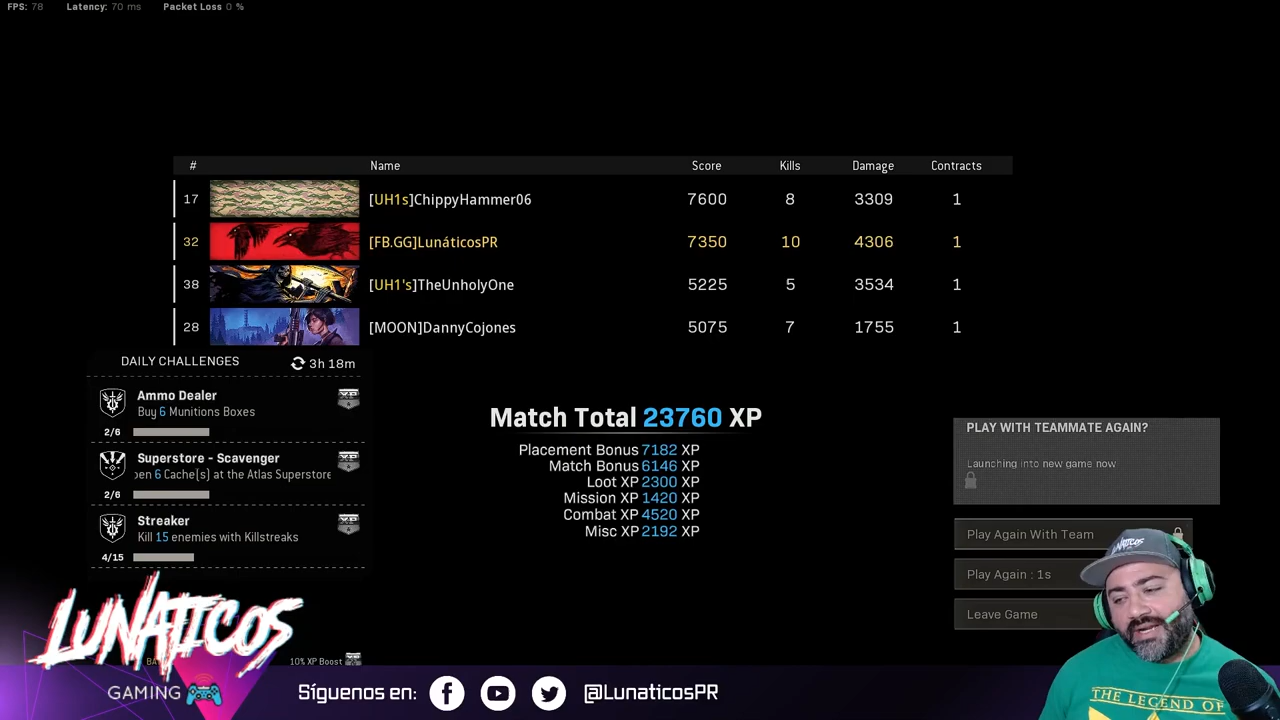 FPS: 78 Latency: 70 ms Packet Loss 0 %
# Name Score Kills Damage Contracts
17 [UH1s]ChippyHammer06 7600 8 3309 1
32 [FB.GG]LunáticosPR 7350 10 4306 1
38 [UH1's]TheUnholyOne 5225 5 3534 1
28 [MOON]DannyCojones 5075 7 1755 1
DAILY CHALLENGES 3h 18m
Ammo Dealer
Buy 6 Munitions Boxes
2/6
Superstore - Scavenger
pen 6 Cache[s] at the Atlas Superstore
2/6
Streaker
Kill 15 enemies with Killstreaks
4/15
Match Total 23760 XP
Placement Bonus 7182 XP
Match Bonus 6146 XP
Loot XP 2300 XP
Mission XP 1420 XP
Combat XP 4520 XP
Misc XP 2192 XP
PLAY WITH TEAMMATE AGAIN?
Launching into new game now
Play Again With Team
Play Again : 1s
Leave Game
LUNATICOS
GAMING
10% XP Boost
Síguenos en: @LunaticosPR
LUNATICOS
THE LEGEND OF